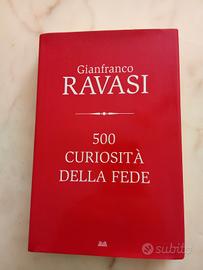 Gianfranco
RAVASI
500
CURIOSITÀ
DELLA FEDE
subito